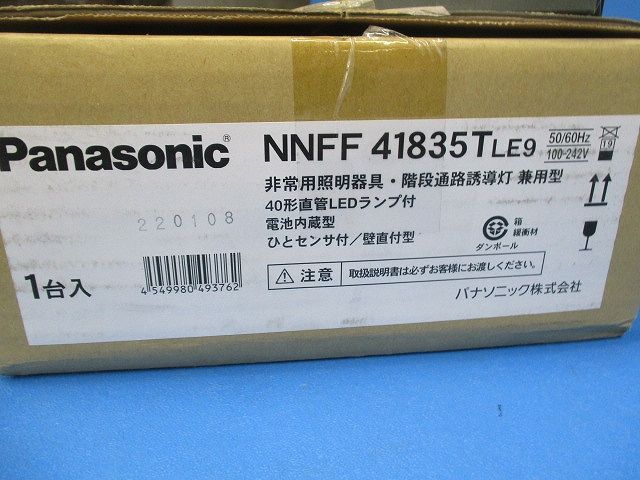 Panasonic®
NNFF 41835T LE9
50/60Hz
100-242V
19
非常用照明器具・階段通路誘導灯 兼用型
40形直管LEDランプ付
電池内蔵型
ひとセンサ付/壁直付型
220108
箱
緩衝材
ダンボール
注意 取扱説明書は必ずお客様にお渡しください。
1台入
4 549980 493762
パナソニック株式会社